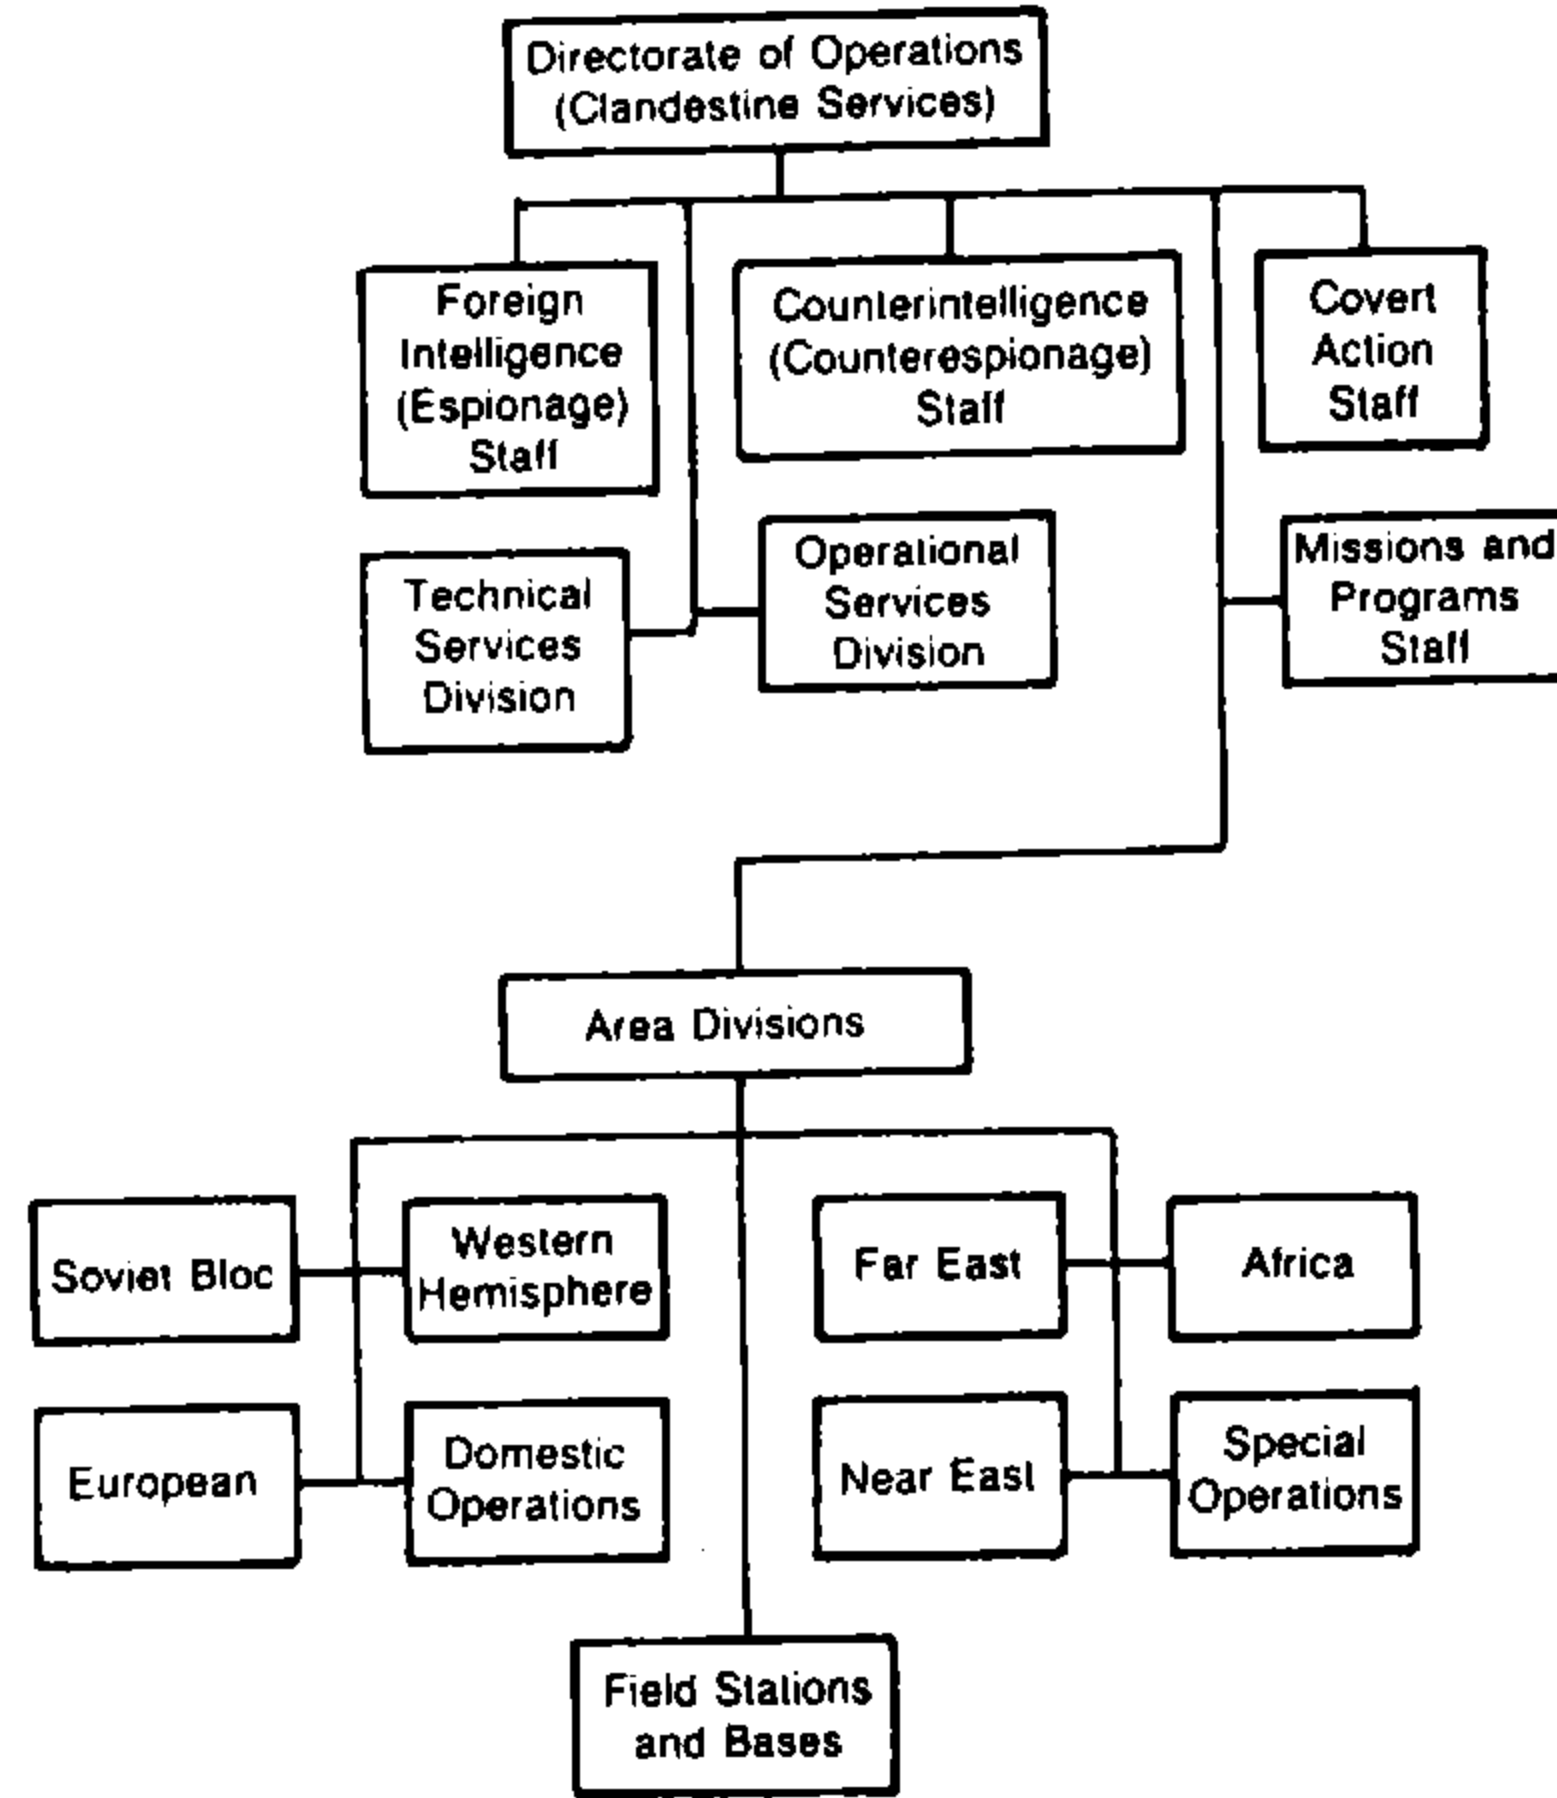 Directorate of Operations
(Clandestine Services)
Foreign
Intelligence
(Espionage)
Staff
Counterintelligence
(Counterespionage)
Staff
Covert
Action
Staff
Technical
Services
Division
Operational
Services
Division
Missions and
Programs
Staff
Area Divisions
Soviet Bloc
Western
Hemisphere
Far East
Africa
European
Domestic
Operations
Near East
Special
Operations
Field Stations
and Bases